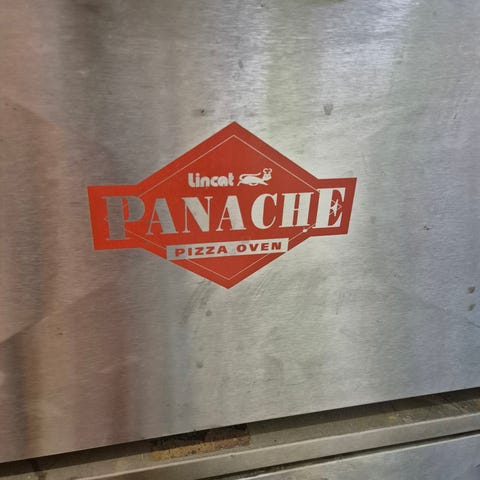 Lincat
PANACHE
PIZZA OVEN